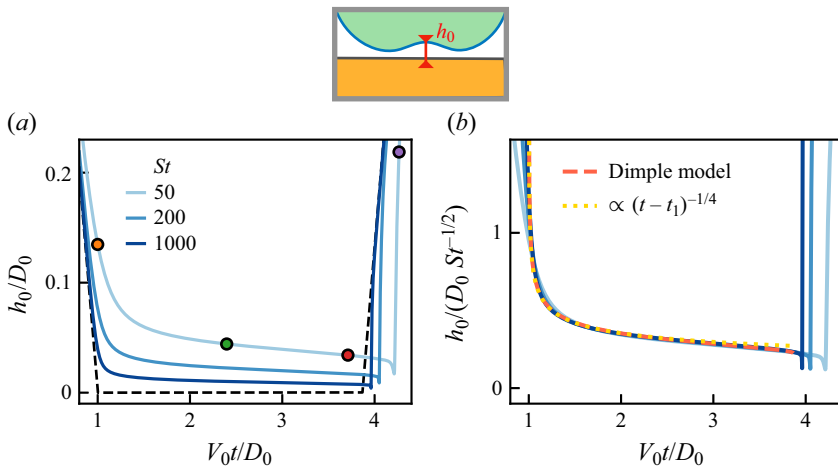 h₀
(a)
(b)
h₀/D₀
0.2
0.1
0
St
50
200
1000
1
2
3
4
V₀t/D₀
h₀/(D₀ St⁻¹/²)
1
0
Dimple model
∝ (t – t₁)⁻¹/⁴
1
2
3
4
V₀t/D₀